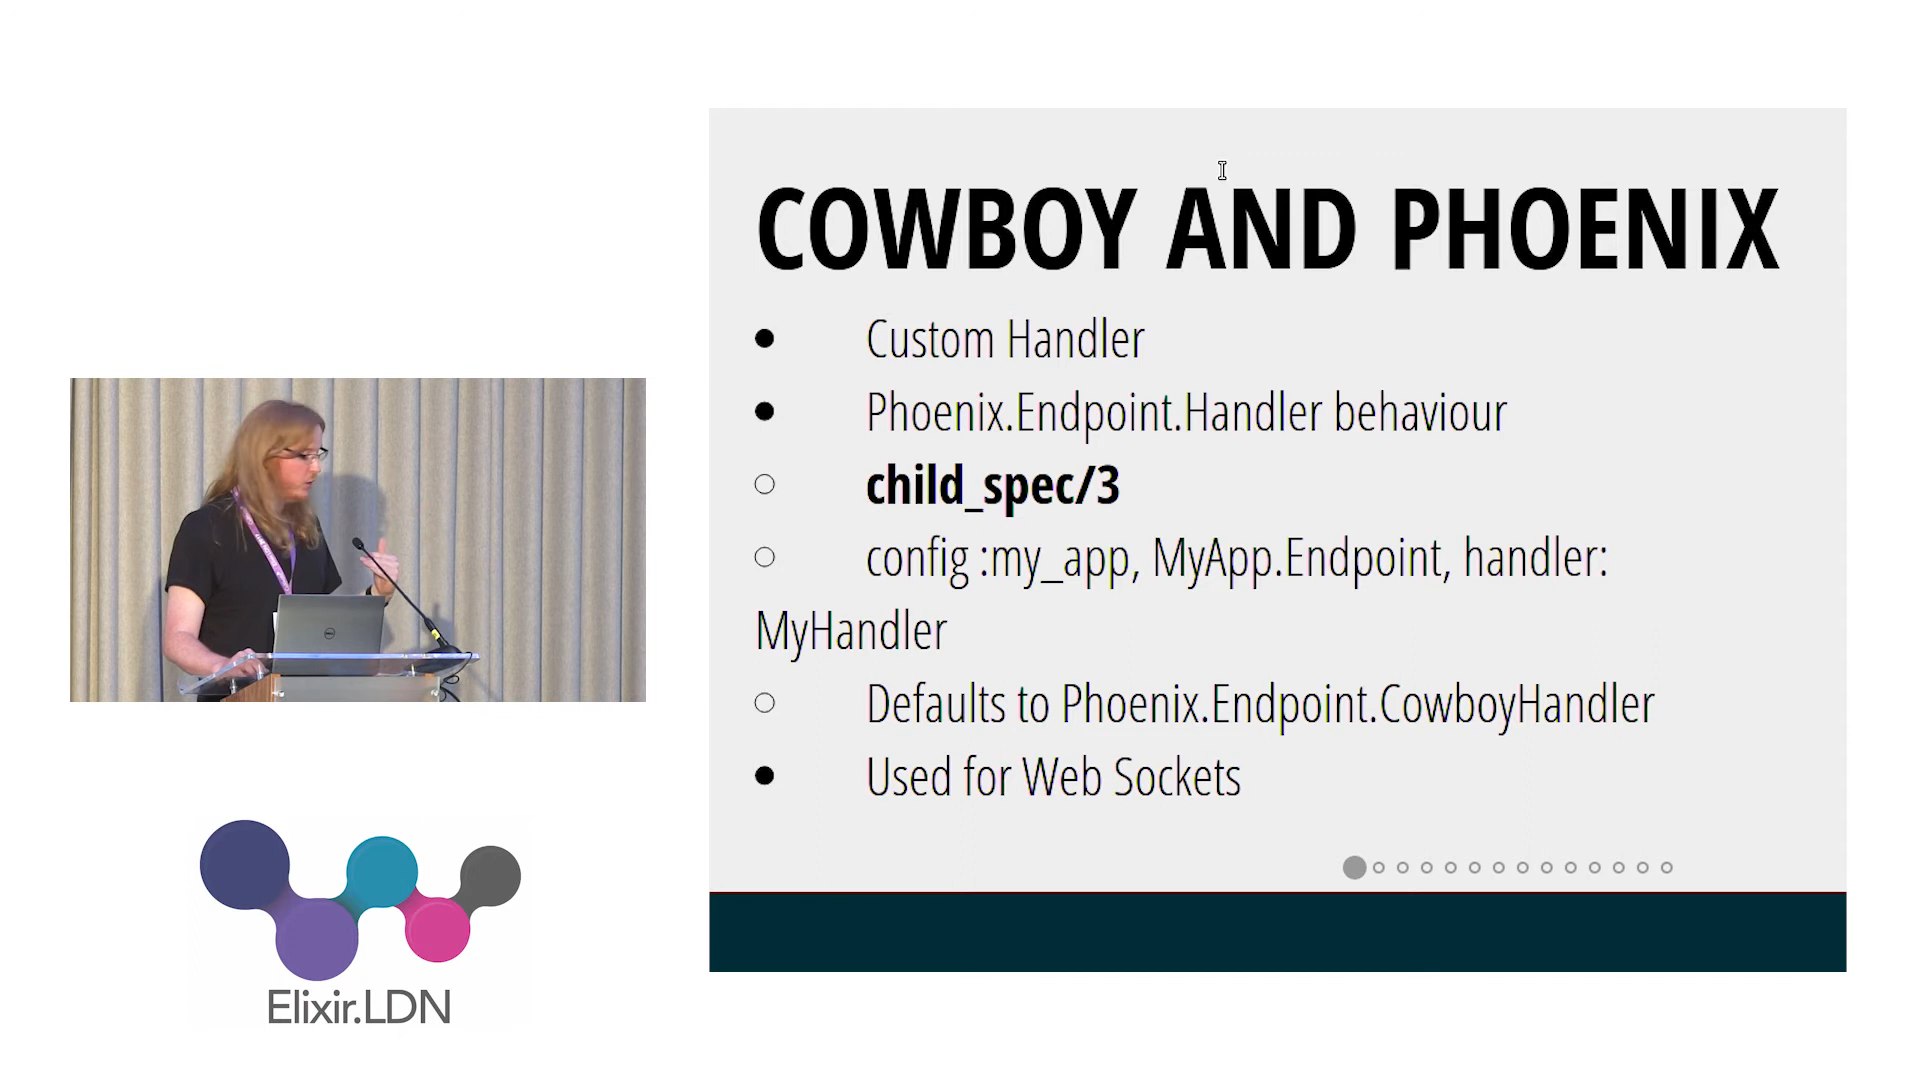 COWBOY AND PHOENIX
Custom Handler
Phoenix.Endpoint.Handler behaviour
child_spec/3
config :my_app, MyApp.Endpoint, handler:
MyHandler
Defaults to Phoenix.Endpoint.CowboyHandler
Used for Web Sockets
Elixir.LDN